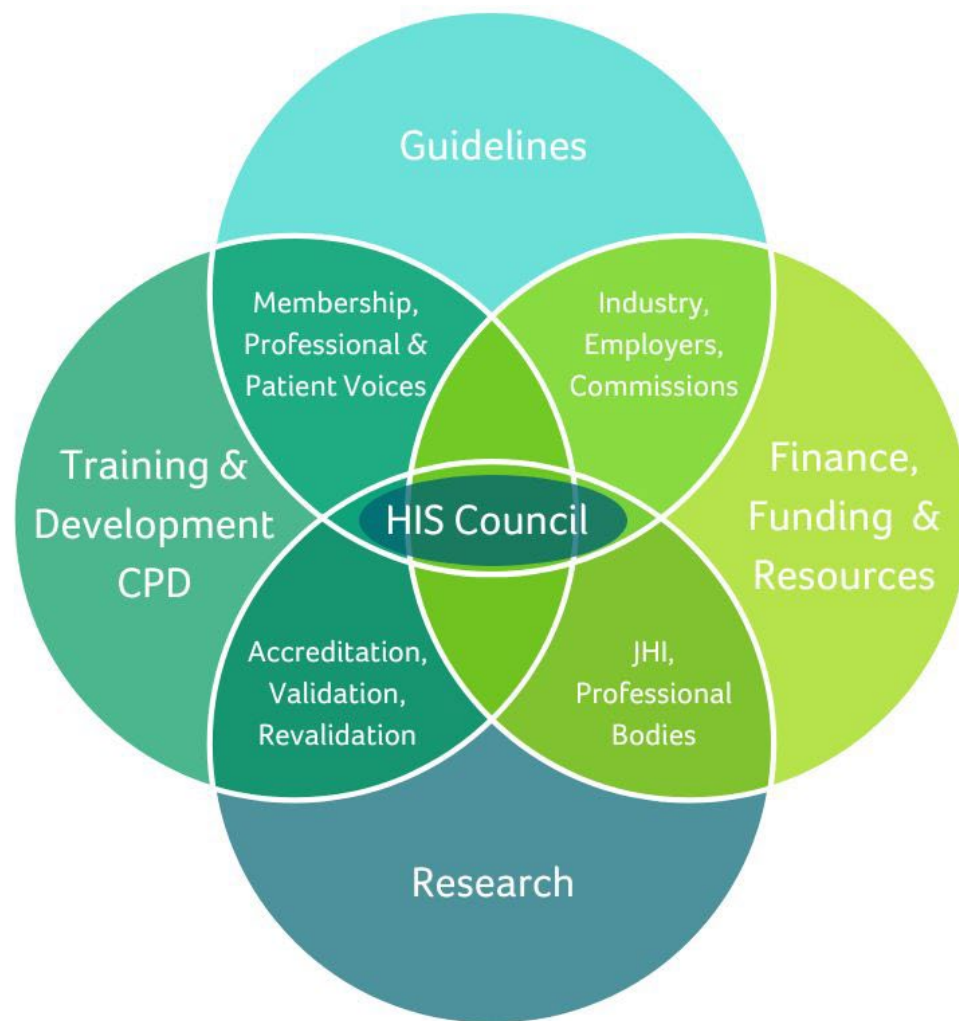 Guidelines
Membership,
Professional &
Patient Voices
Industry,
Employers,
Commissions
Training &
Development
CPD
HIS Council
Finance,
Funding &
Resources
Accreditation,
Validation,
Revalidation
JHI,
Professional
Bodies
Research